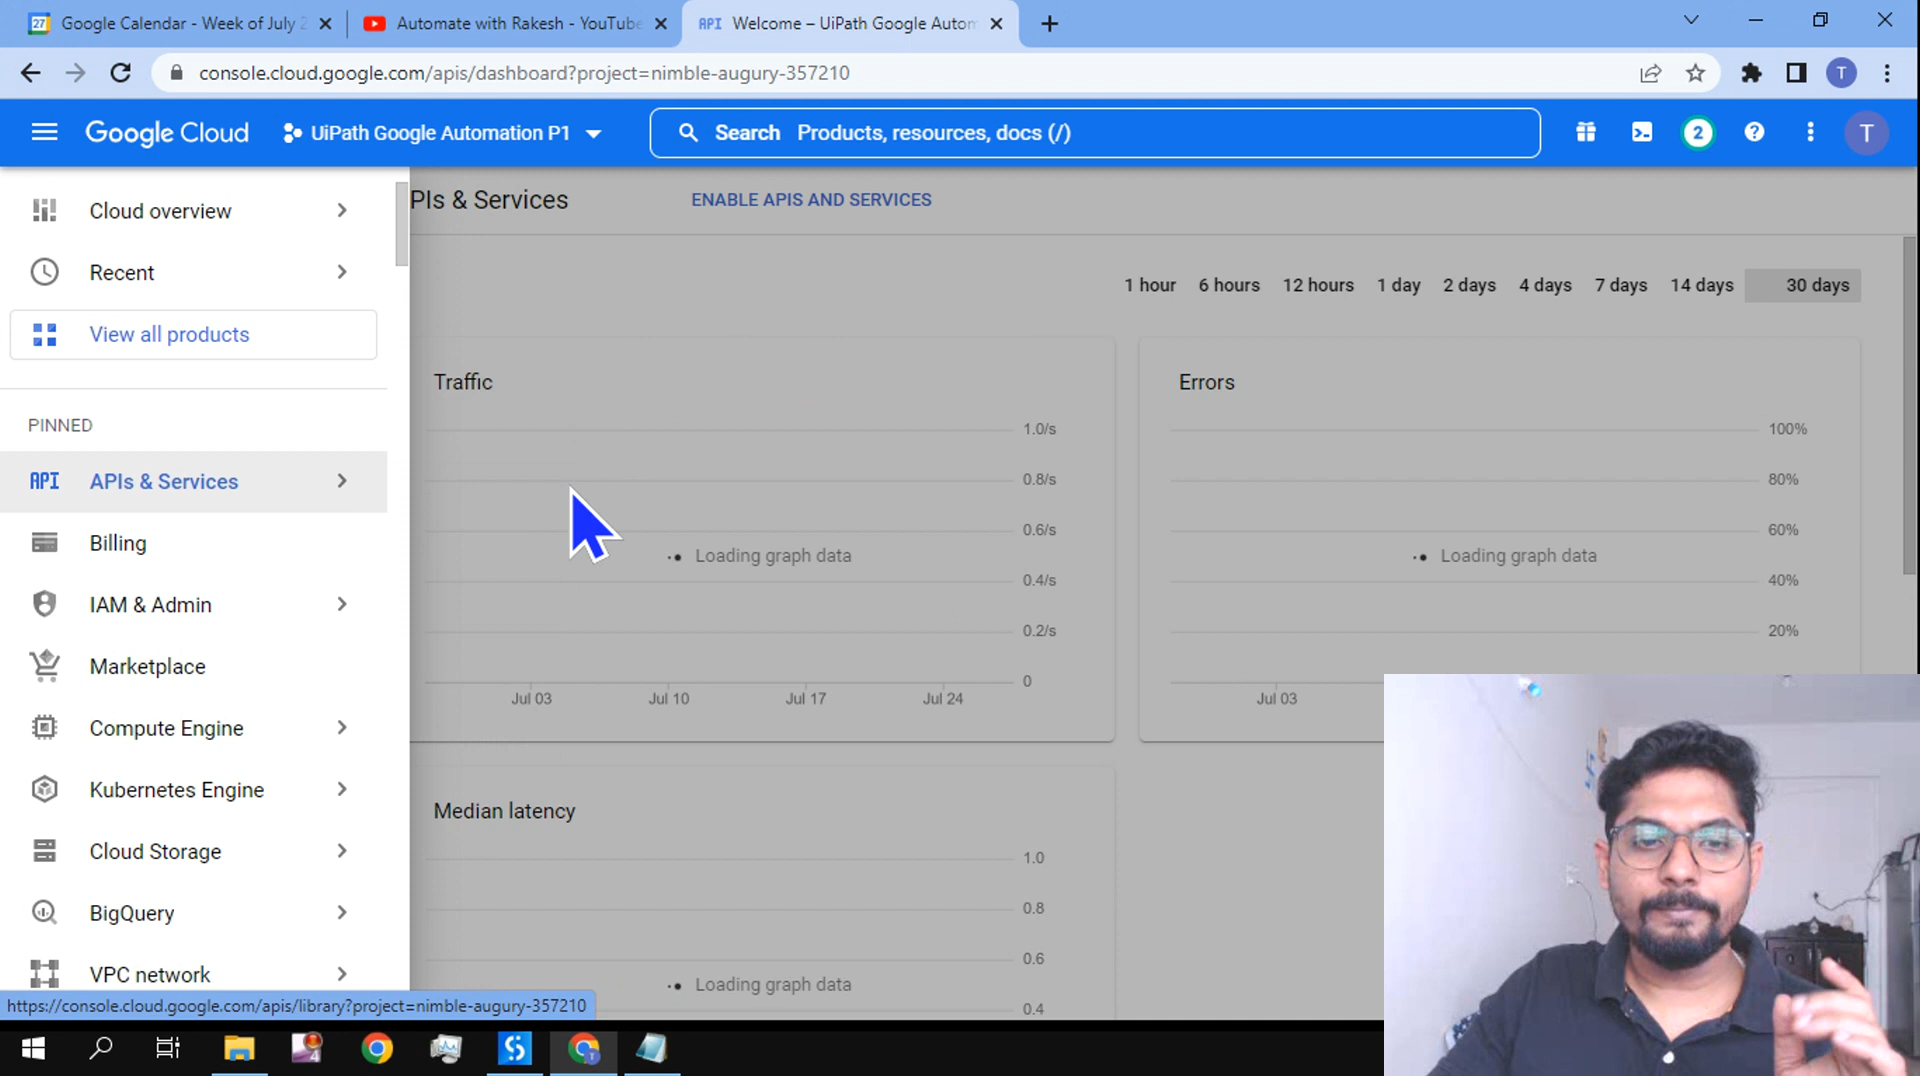 27
Google Calendar - Week of July 2
Automate with Rakesh - YouTube
API
Welcome – UiPath Google Autom
console.cloud.google.com/apis/dashboard?project=nimble-augury-357210
T
Google Cloud
UiPath Google Automation P1
Search Products, resources, docs (/)
2
T
Cloud overview
Recent
View all products
PINNED
API APIs & Services
Billing
IAM & Admin
Marketplace
Compute Engine
Kubernetes Engine
Cloud Storage
BigQuery
VPC network
https://console.cloud.google.com/apis/library?project=nimble-augury-357210
PIs & Services
ENABLE APIS AND SERVICES
1 hour 6 hours 12 hours 1 day 2 days 4 days 7 days 14 days 30 days
Traffic
1.0/s
0.8/s
0.6/s
Loading graph data
0.4/s
0.2/s
0
Jul 03 Jul 10 Jul 17 Jul 24
Errors
100%
80%
60%
Loading graph data
40%
20%
Jul 03
Median latency
1.0
0.8
0.6
Loading graph data
0.4